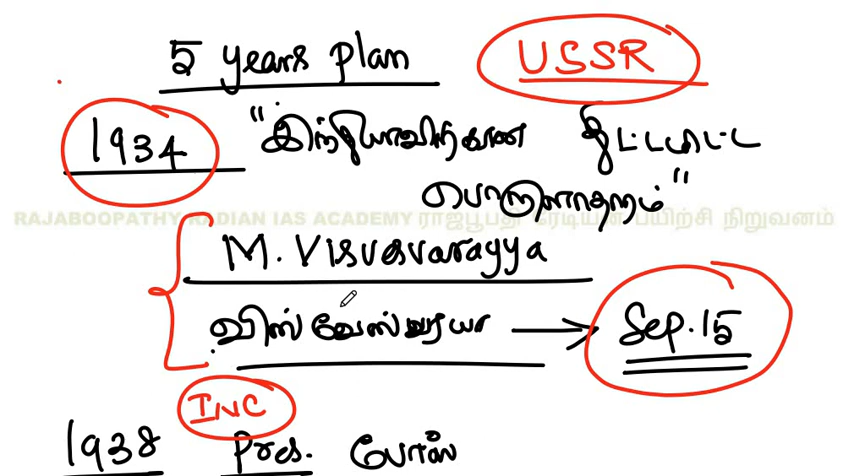 5 years plan USSR
1934 "இந்தியாவிற்கான திட்டமிட்ட
பொருளாதாரம்"
RAJABOOPATHY RADIAN IAS ACADEMY ராஜபூபதி ரேடியன் பயிற்சி நிறுவனம்
M. Visvesvarayya
விஸ்வேஸ்வரயா → Sep. 15
INC
1938 Pres. போஸ்